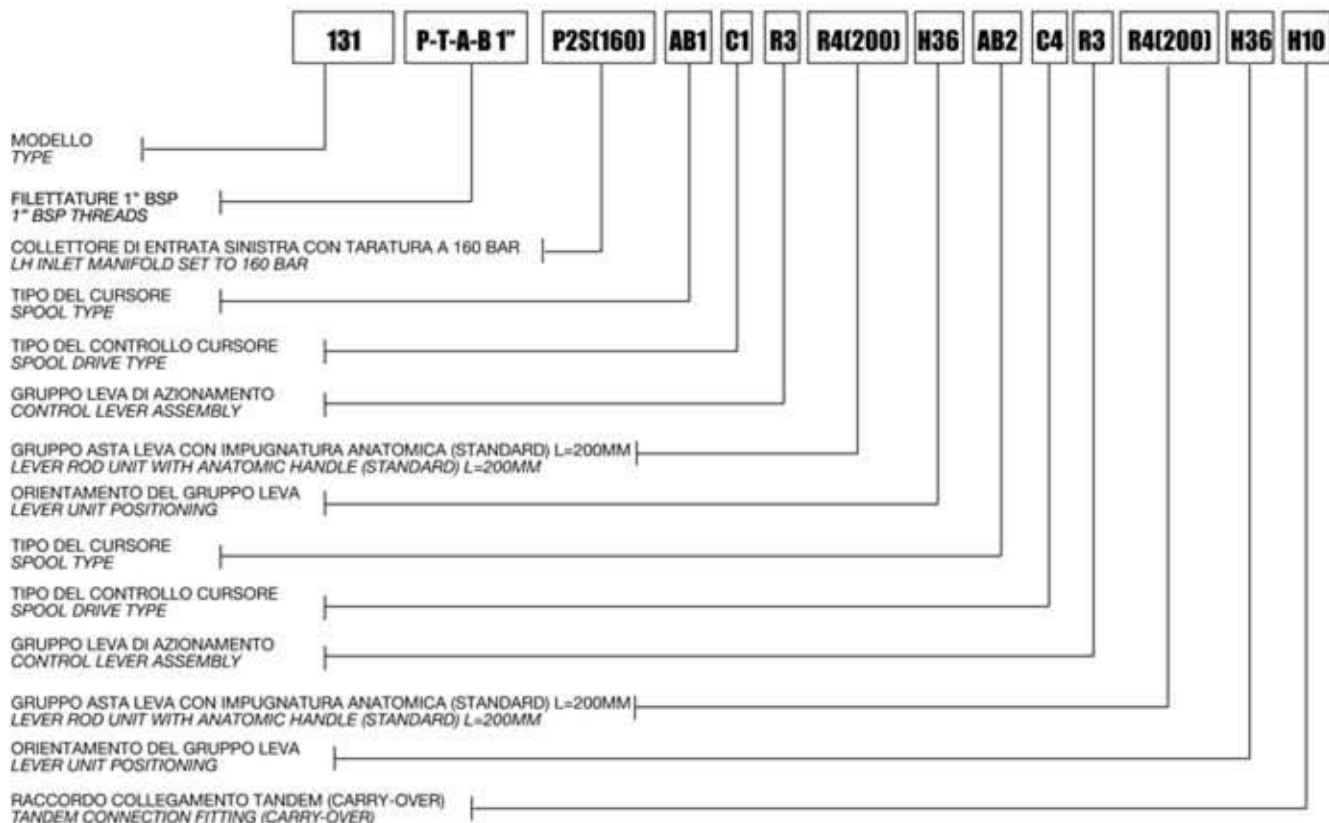 131 P-T-A-B 1" P2S(160) AB1 C1 R3 R4(200) H36 AB2 C4 R3 R4(200) H36 H10
MODELLO
TYPE
FILETTATURE 1" BSP
1" BSP THREADS
COLLETTORE DI ENTRATA SINISTRA CON TARATURA A 160 BAR
LH INLET MANIFOLD SET TO 160 BAR
TIPO DEL CURSORE
SPOOL TYPE
TIPO DEL CONTROLLO CURSORE
SPOOL DRIVE TYPE
GRUPPO LEVA DI AZIONAMENTO
CONTROL LEVER ASSEMBLY
GRUPPO ASTA LEVA CON IMPUGNATURA ANATOMICA (STANDARD) L=200MM
LEVER ROD UNIT WITH ANATOMIC HANDLE (STANDARD) L=200MM
ORIENTAMENTO DEL GRUPPO LEVA
LEVER UNIT POSITIONING
TIPO DEL CURSORE
SPOOL TYPE
TIPO DEL CONTROLLO CURSORE
SPOOL DRIVE TYPE
GRUPPO LEVA DI AZIONAMENTO
CONTROL LEVER ASSEMBLY
GRUPPO ASTA LEVA CON IMPUGNATURA ANATOMICA (STANDARD) L=200MM
LEVER ROD UNIT WITH ANATOMIC HANDLE (STANDARD) L=200MM
ORIENTAMENTO DEL GRUPPO LEVA
LEVER UNIT POSITIONING
RACCORDO COLLEGAMENTO TANDEM (CARRY-OVER)
TANDEM CONNECTION FITTING (CARRY-OVER)